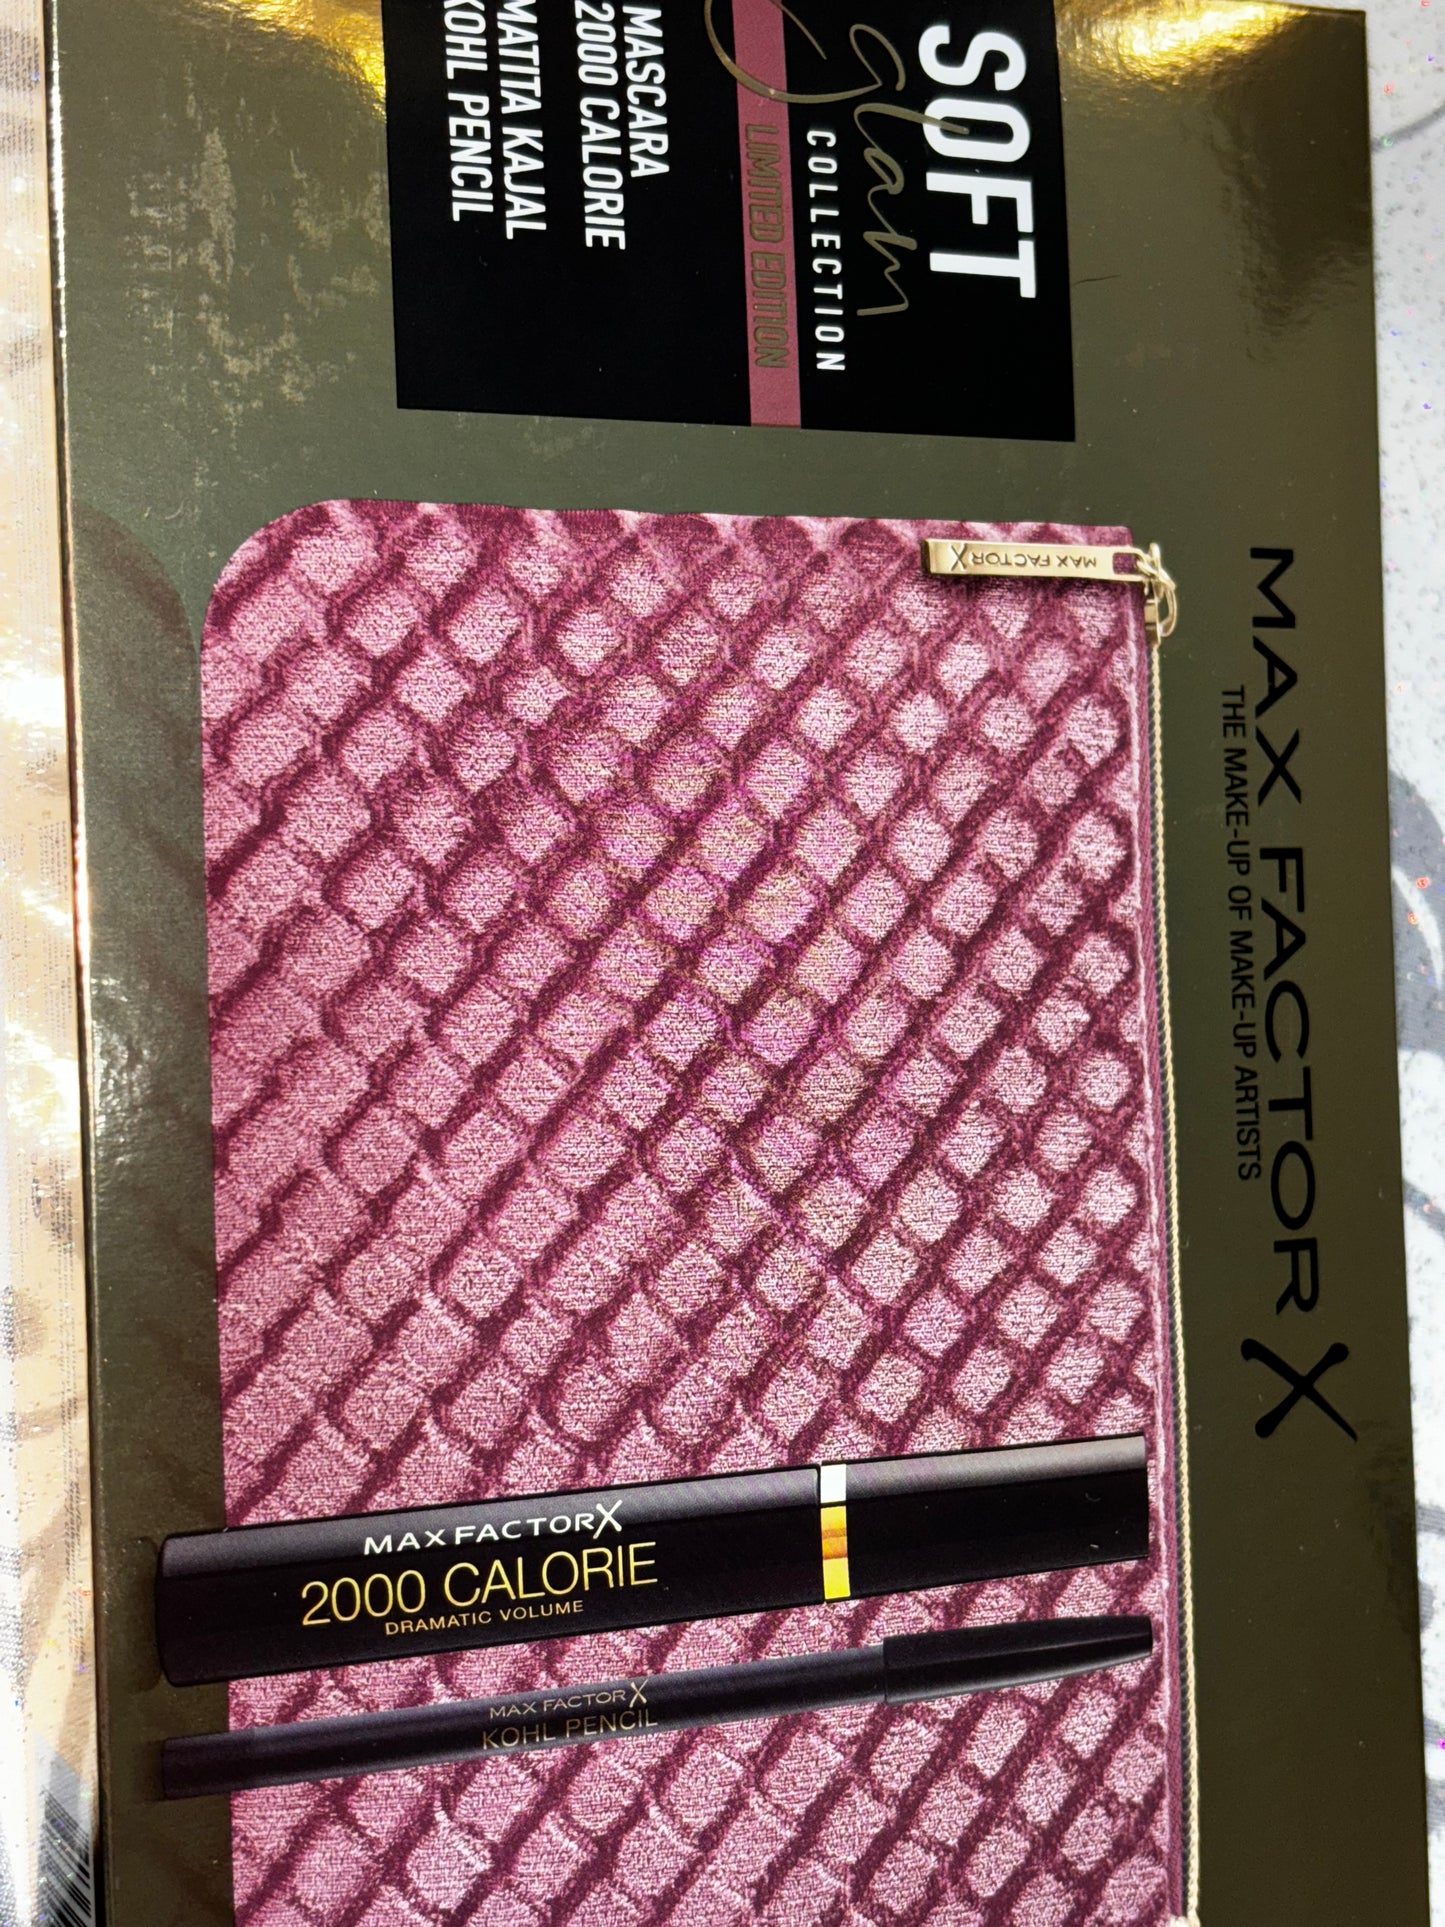 MAX FACTOR X
THE MAKE-UP OF MAKE-UP ARTISTS
SOFT
Glam
COLLECTION
LIMITED EDITION
MASCARA
2000 CALORIE
MATITA KAJAL
KOHL PENCIL
MAX FACTOR X
MAX FACTOR X
2000 CALORIE
DRAMATIC VOLUME
MAX FACTOR X
KOHL PENCIL